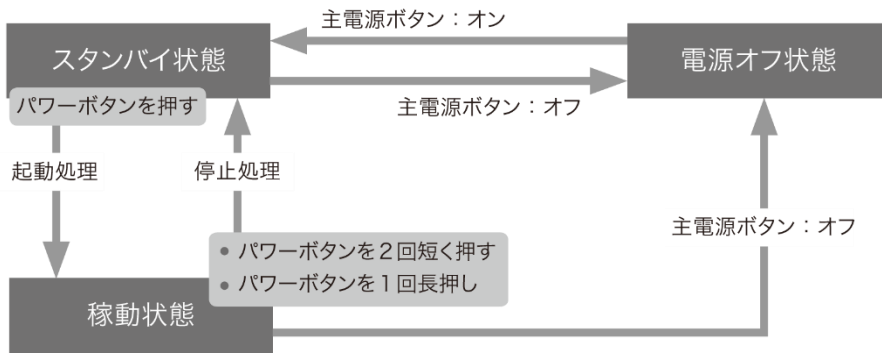 主電源ボタン：オン
スタンバイ状態
電源オフ状態
パワーボタンを押す
主電源ボタン：オフ
起動処理
停止処理
主電源ボタン：オフ
• パワーボタンを２回短く押す
• パワーボタンを１回長押し
稼動状態